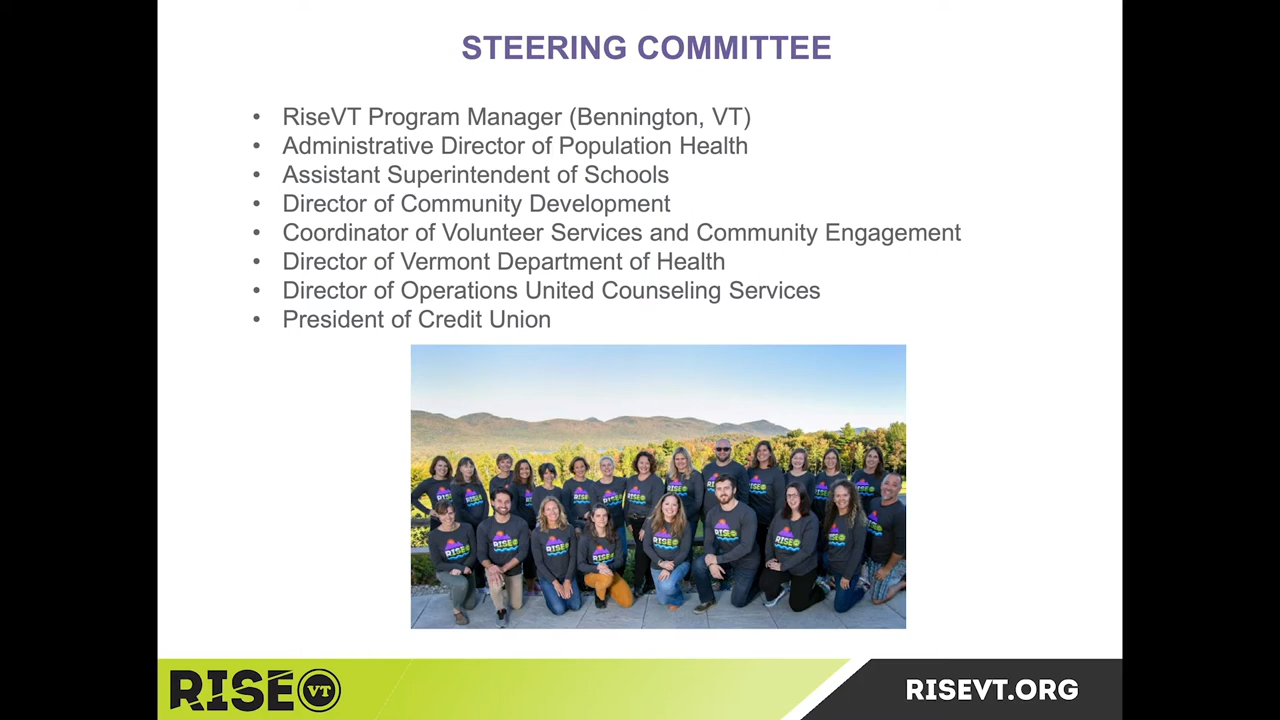 STEERING COMMITTEE
• RiseVT Program Manager (Bennington, VT)
• Administrative Director of Population Health
• Assistant Superintendent of Schools
• Director of Community Development
• Coordinator of Volunteer Services and Community Engagement
• Director of Vermont Department of Health
• Director of Operations United Counseling Services
• President of Credit Union
RISE VT
RISEVT.ORG